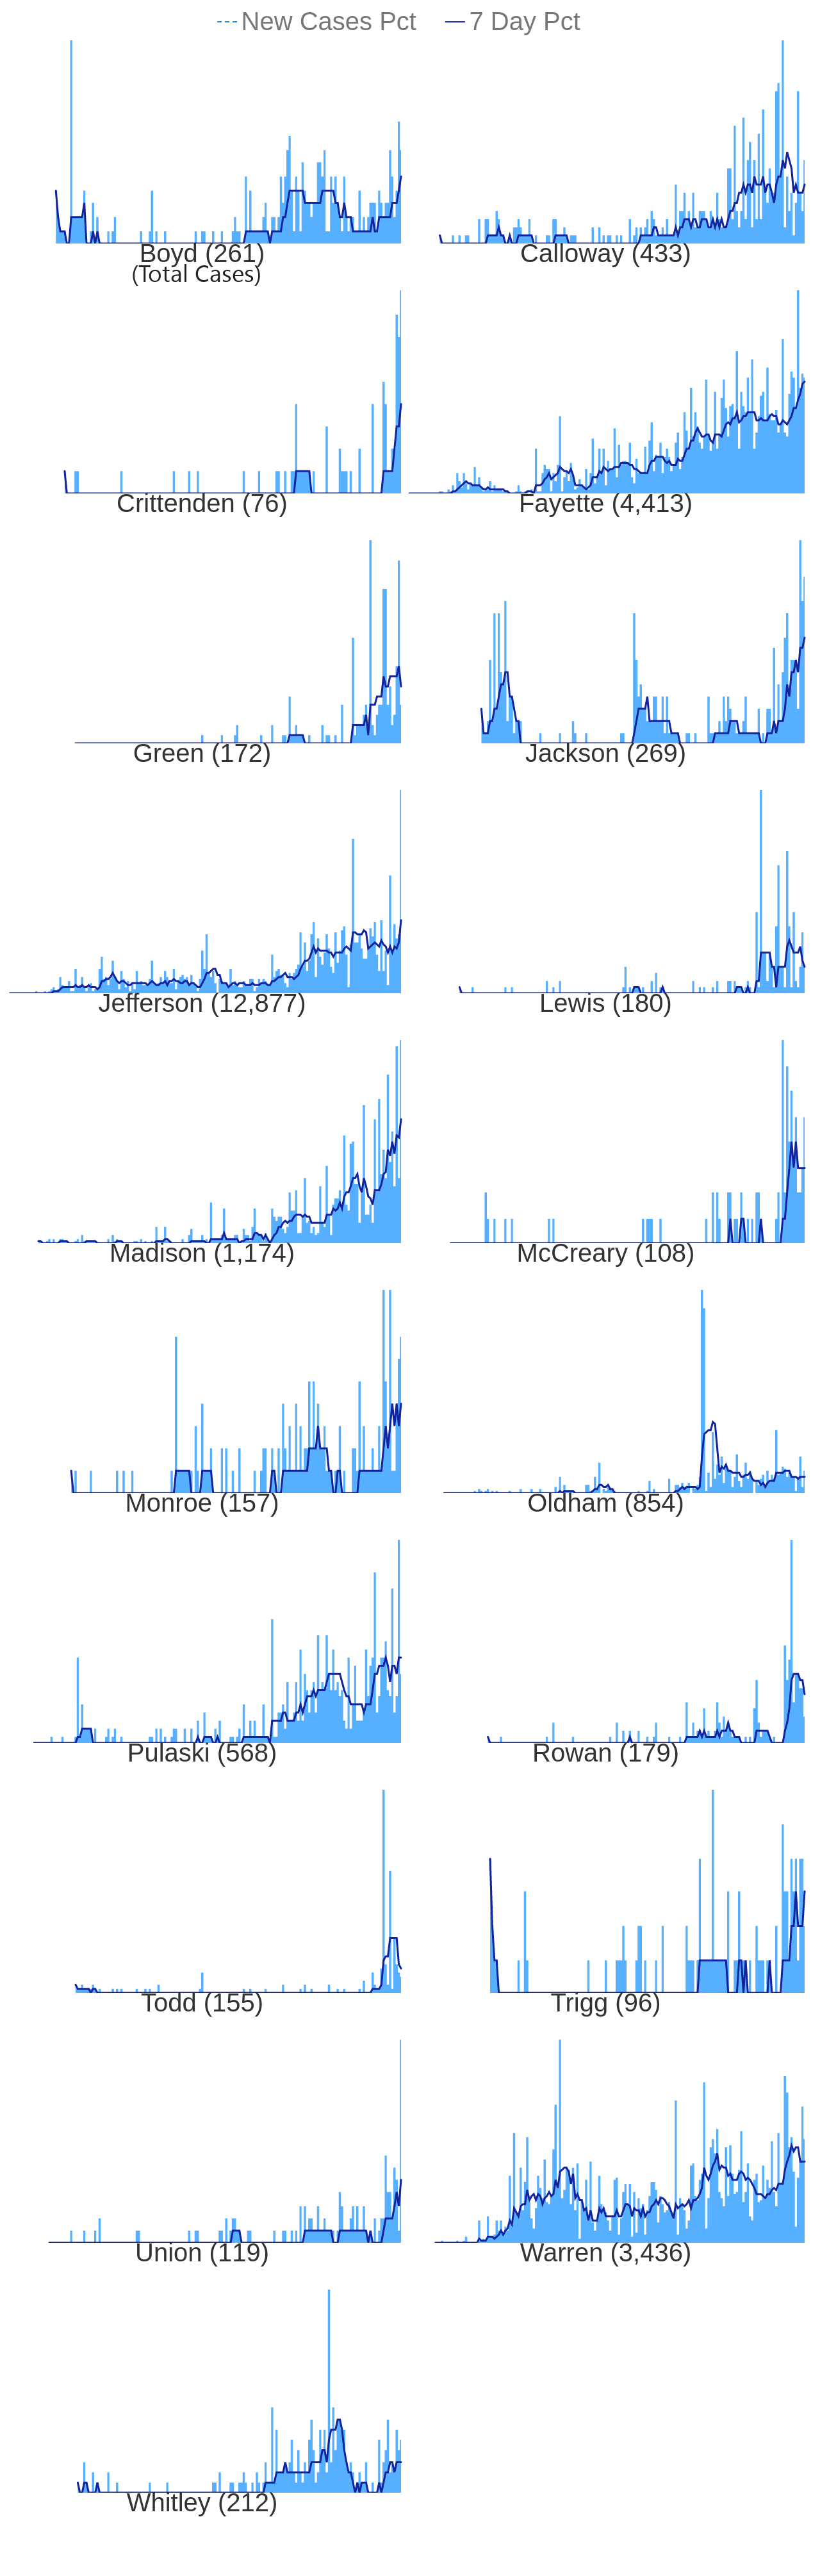 New Cases Pct 7 Day Pct
Boyd (261) Calloway (433)
(Total Cases)
Crittenden (76) Fayette (4,413)
Green (172) Jackson (269)
Jefferson (12,877) Lewis (180)
Madison (1,174) McCreary (108)
Monroe (157) Oldham (854)
Pulaski (568) Rowan (179)
Todd (155) Trigg (96)
Union (119) Warren (3,436)
Whitley (212)